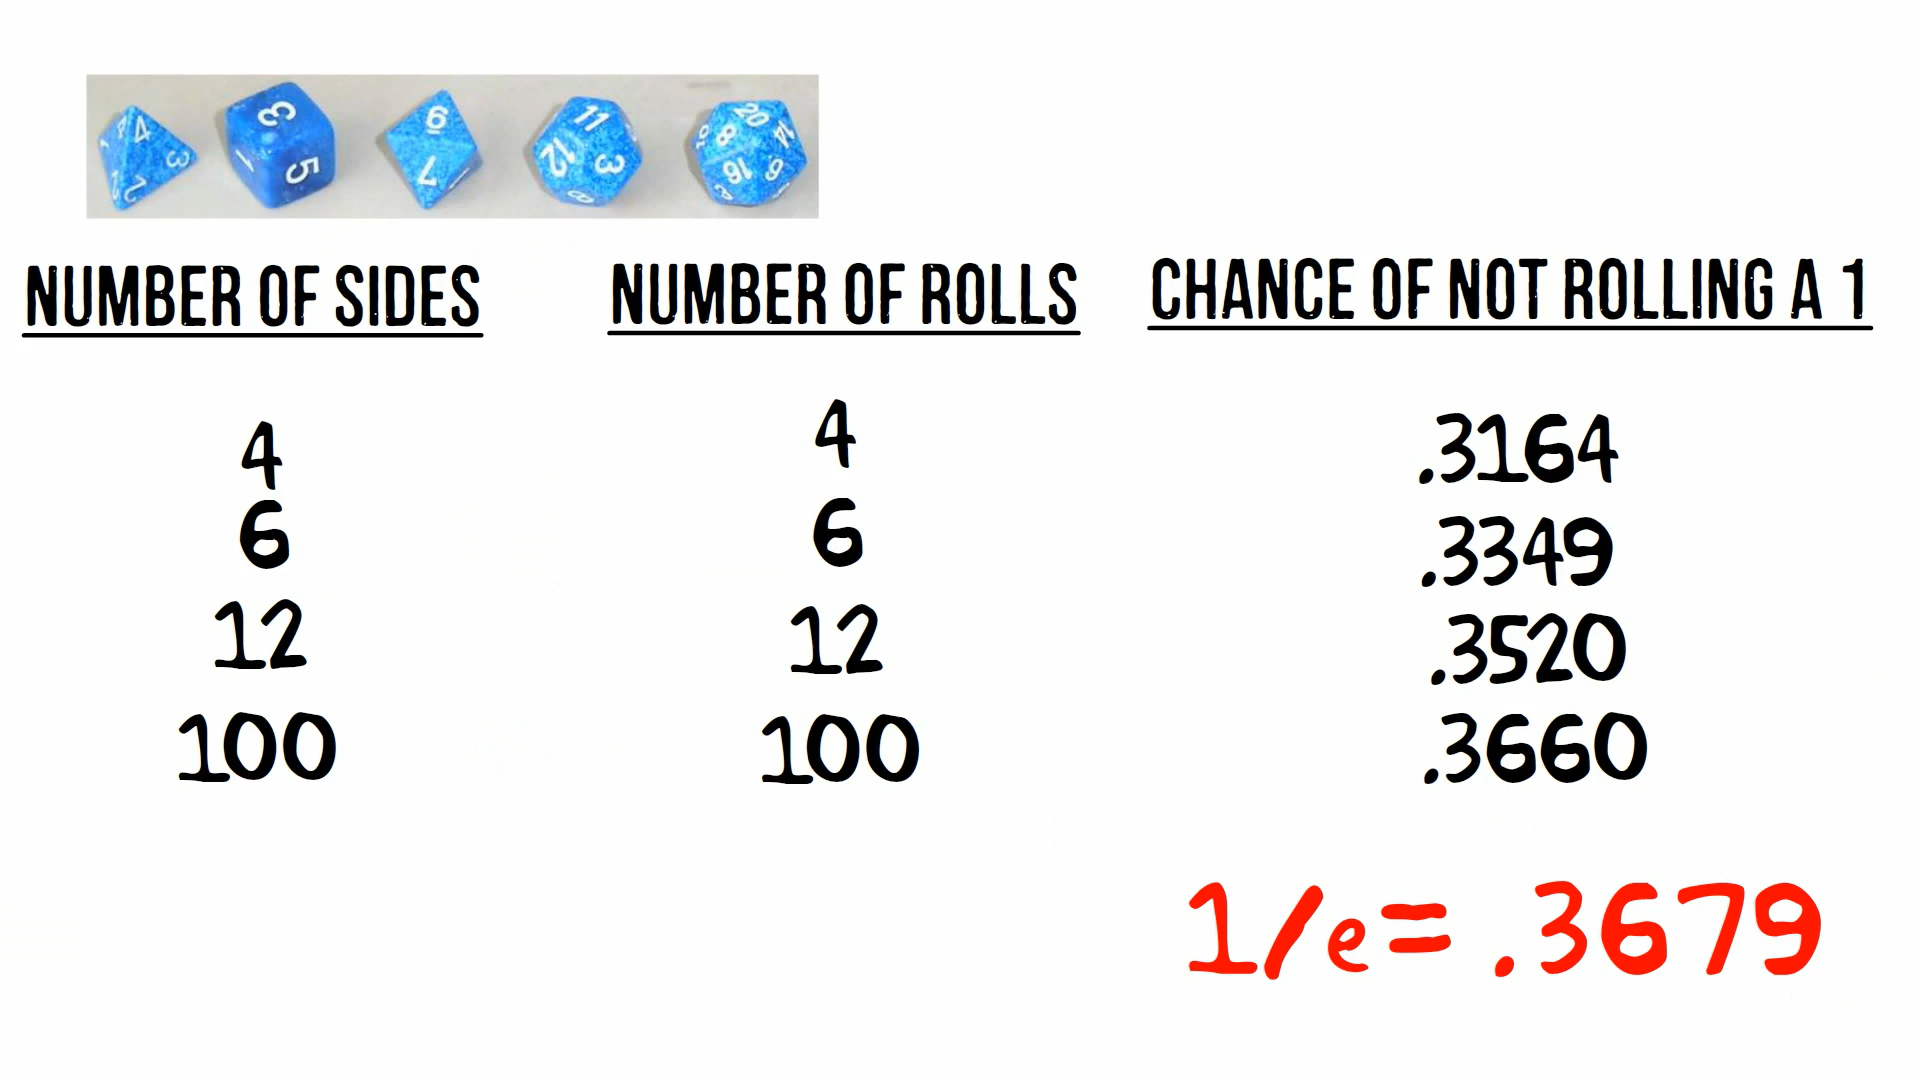 NUMBER OF SIDES NUMBER OF ROLLS CHANCE OF NOT ROLLING A 1
4 4 .3164
6 6 .3349
12 12 .3520
100 100 .3660
1/e= .3679